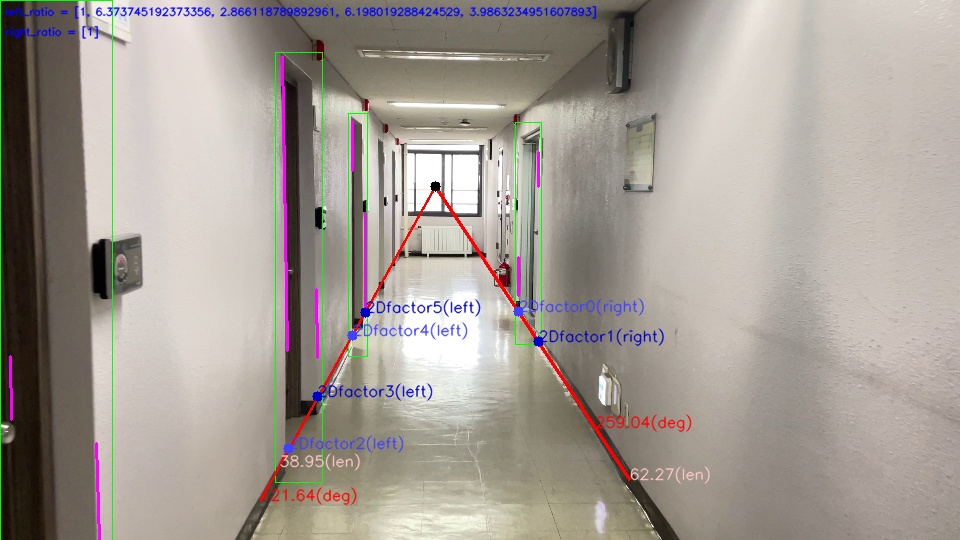 left_ratio = [1, 6.373745192373356, 2.866118789892961, 6.198019288424529, 3.9863234951607893]
right_ratio = [1]
2Dfactor5(left)
2Dfactor0(right)
2Dfactor4(left)
2Dfactor1(right)
2Dfactor3(left)
259.04(deg)
2Dfactor2(left)
38.95(len)
62.27(len)
21.64(deg)